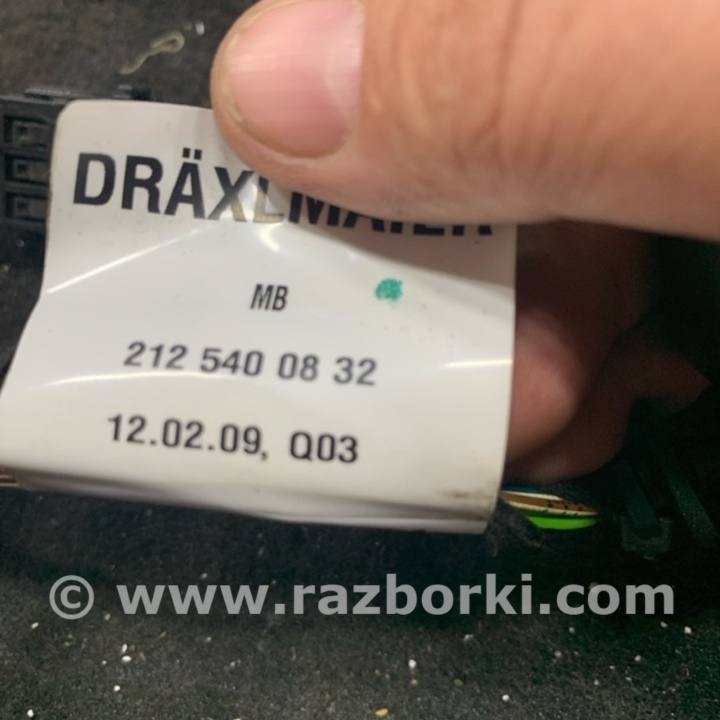 DRÄXLMAIER
MB
212 540 08 32
12.02.09, Q03
© www.razborki.com